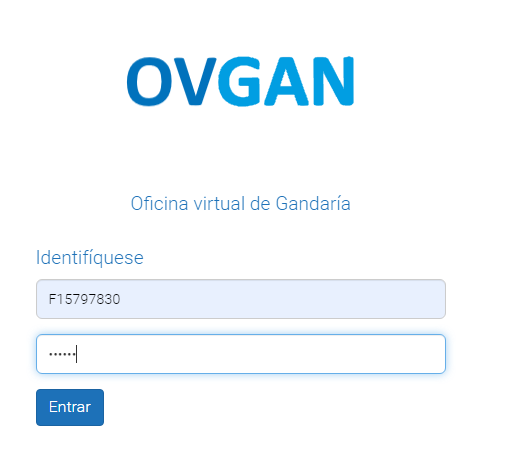 OVGAN
Oficina virtual de Gandaría
Identifíquese
F15797830
••••••
Entrar